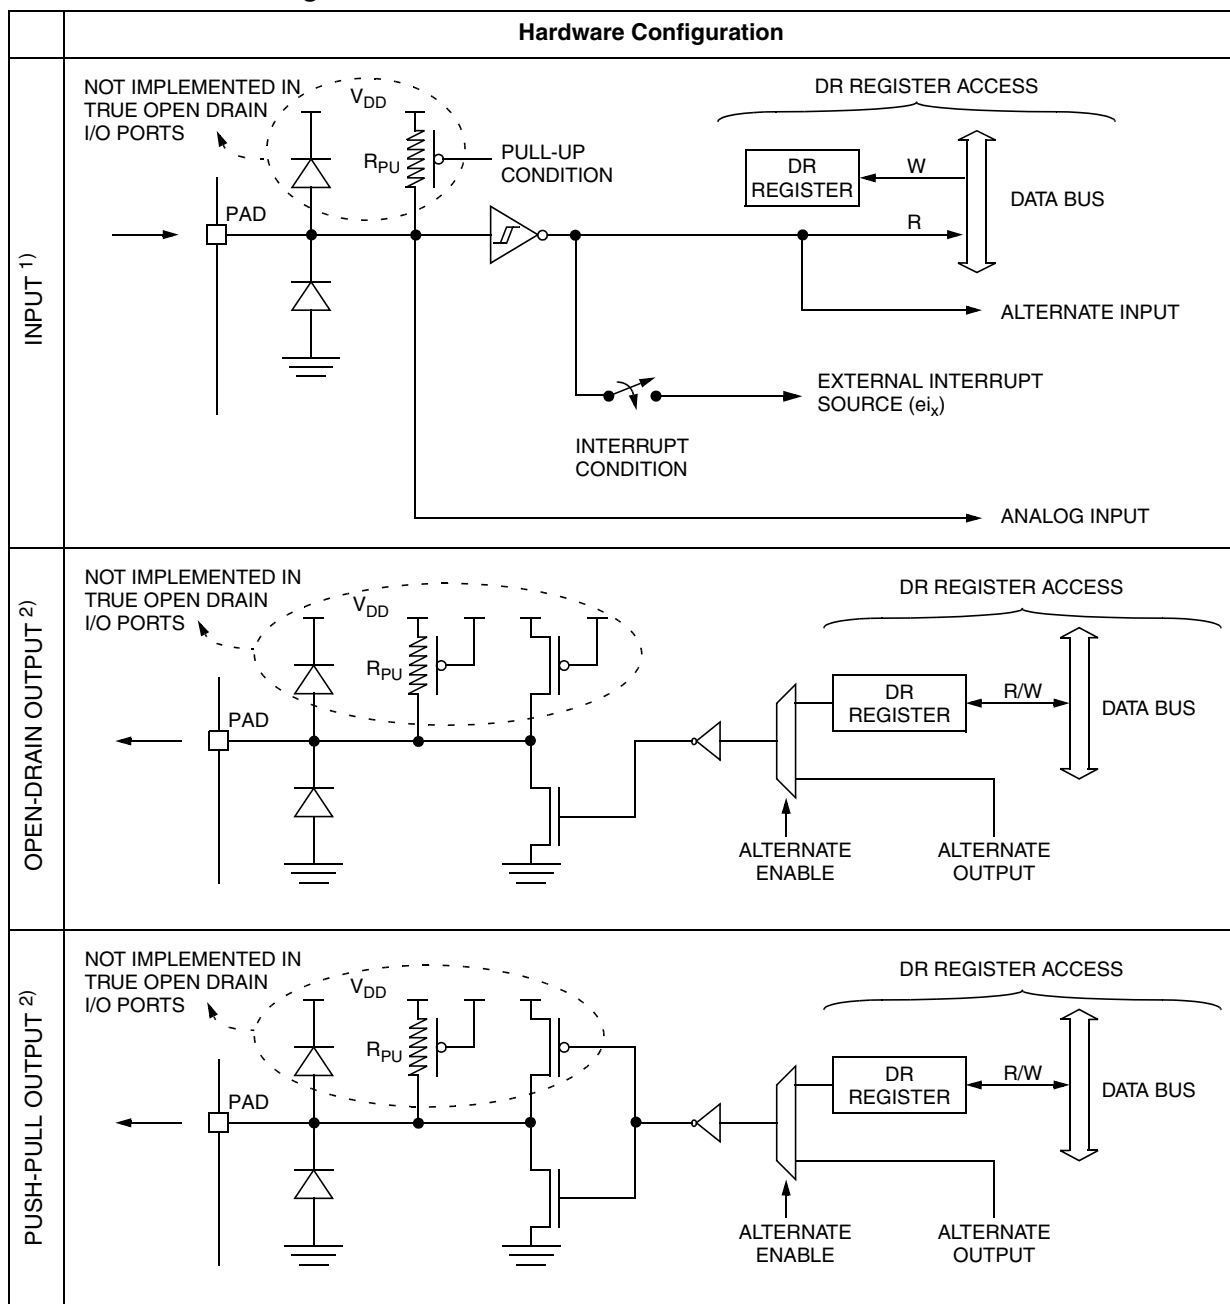 Hardware Configuration
INPUT 1)
NOT IMPLEMENTED IN
TRUE OPEN DRAIN
I/O PORTS
VDD
RPU
PULL-UP
CONDITION
PAD
DR REGISTER ACCESS
DR
REGISTER
W
R
DATA BUS
ALTERNATE INPUT
EXTERNAL INTERRUPT
SOURCE (eix)
INTERRUPT
CONDITION
ANALOG INPUT
OPEN-DRAIN OUTPUT 2)
NOT IMPLEMENTED IN
TRUE OPEN DRAIN
I/O PORTS
VDD
RPU
PAD
DR REGISTER ACCESS
DR
REGISTER
R/W
DATA BUS
ALTERNATE
ENABLE
ALTERNATE
OUTPUT
PUSH-PULL OUTPUT 2)
NOT IMPLEMENTED IN
TRUE OPEN DRAIN
I/O PORTS
VDD
RPU
PAD
DR REGISTER ACCESS
DR
REGISTER
R/W
DATA BUS
ALTERNATE
ENABLE
ALTERNATE
OUTPUT